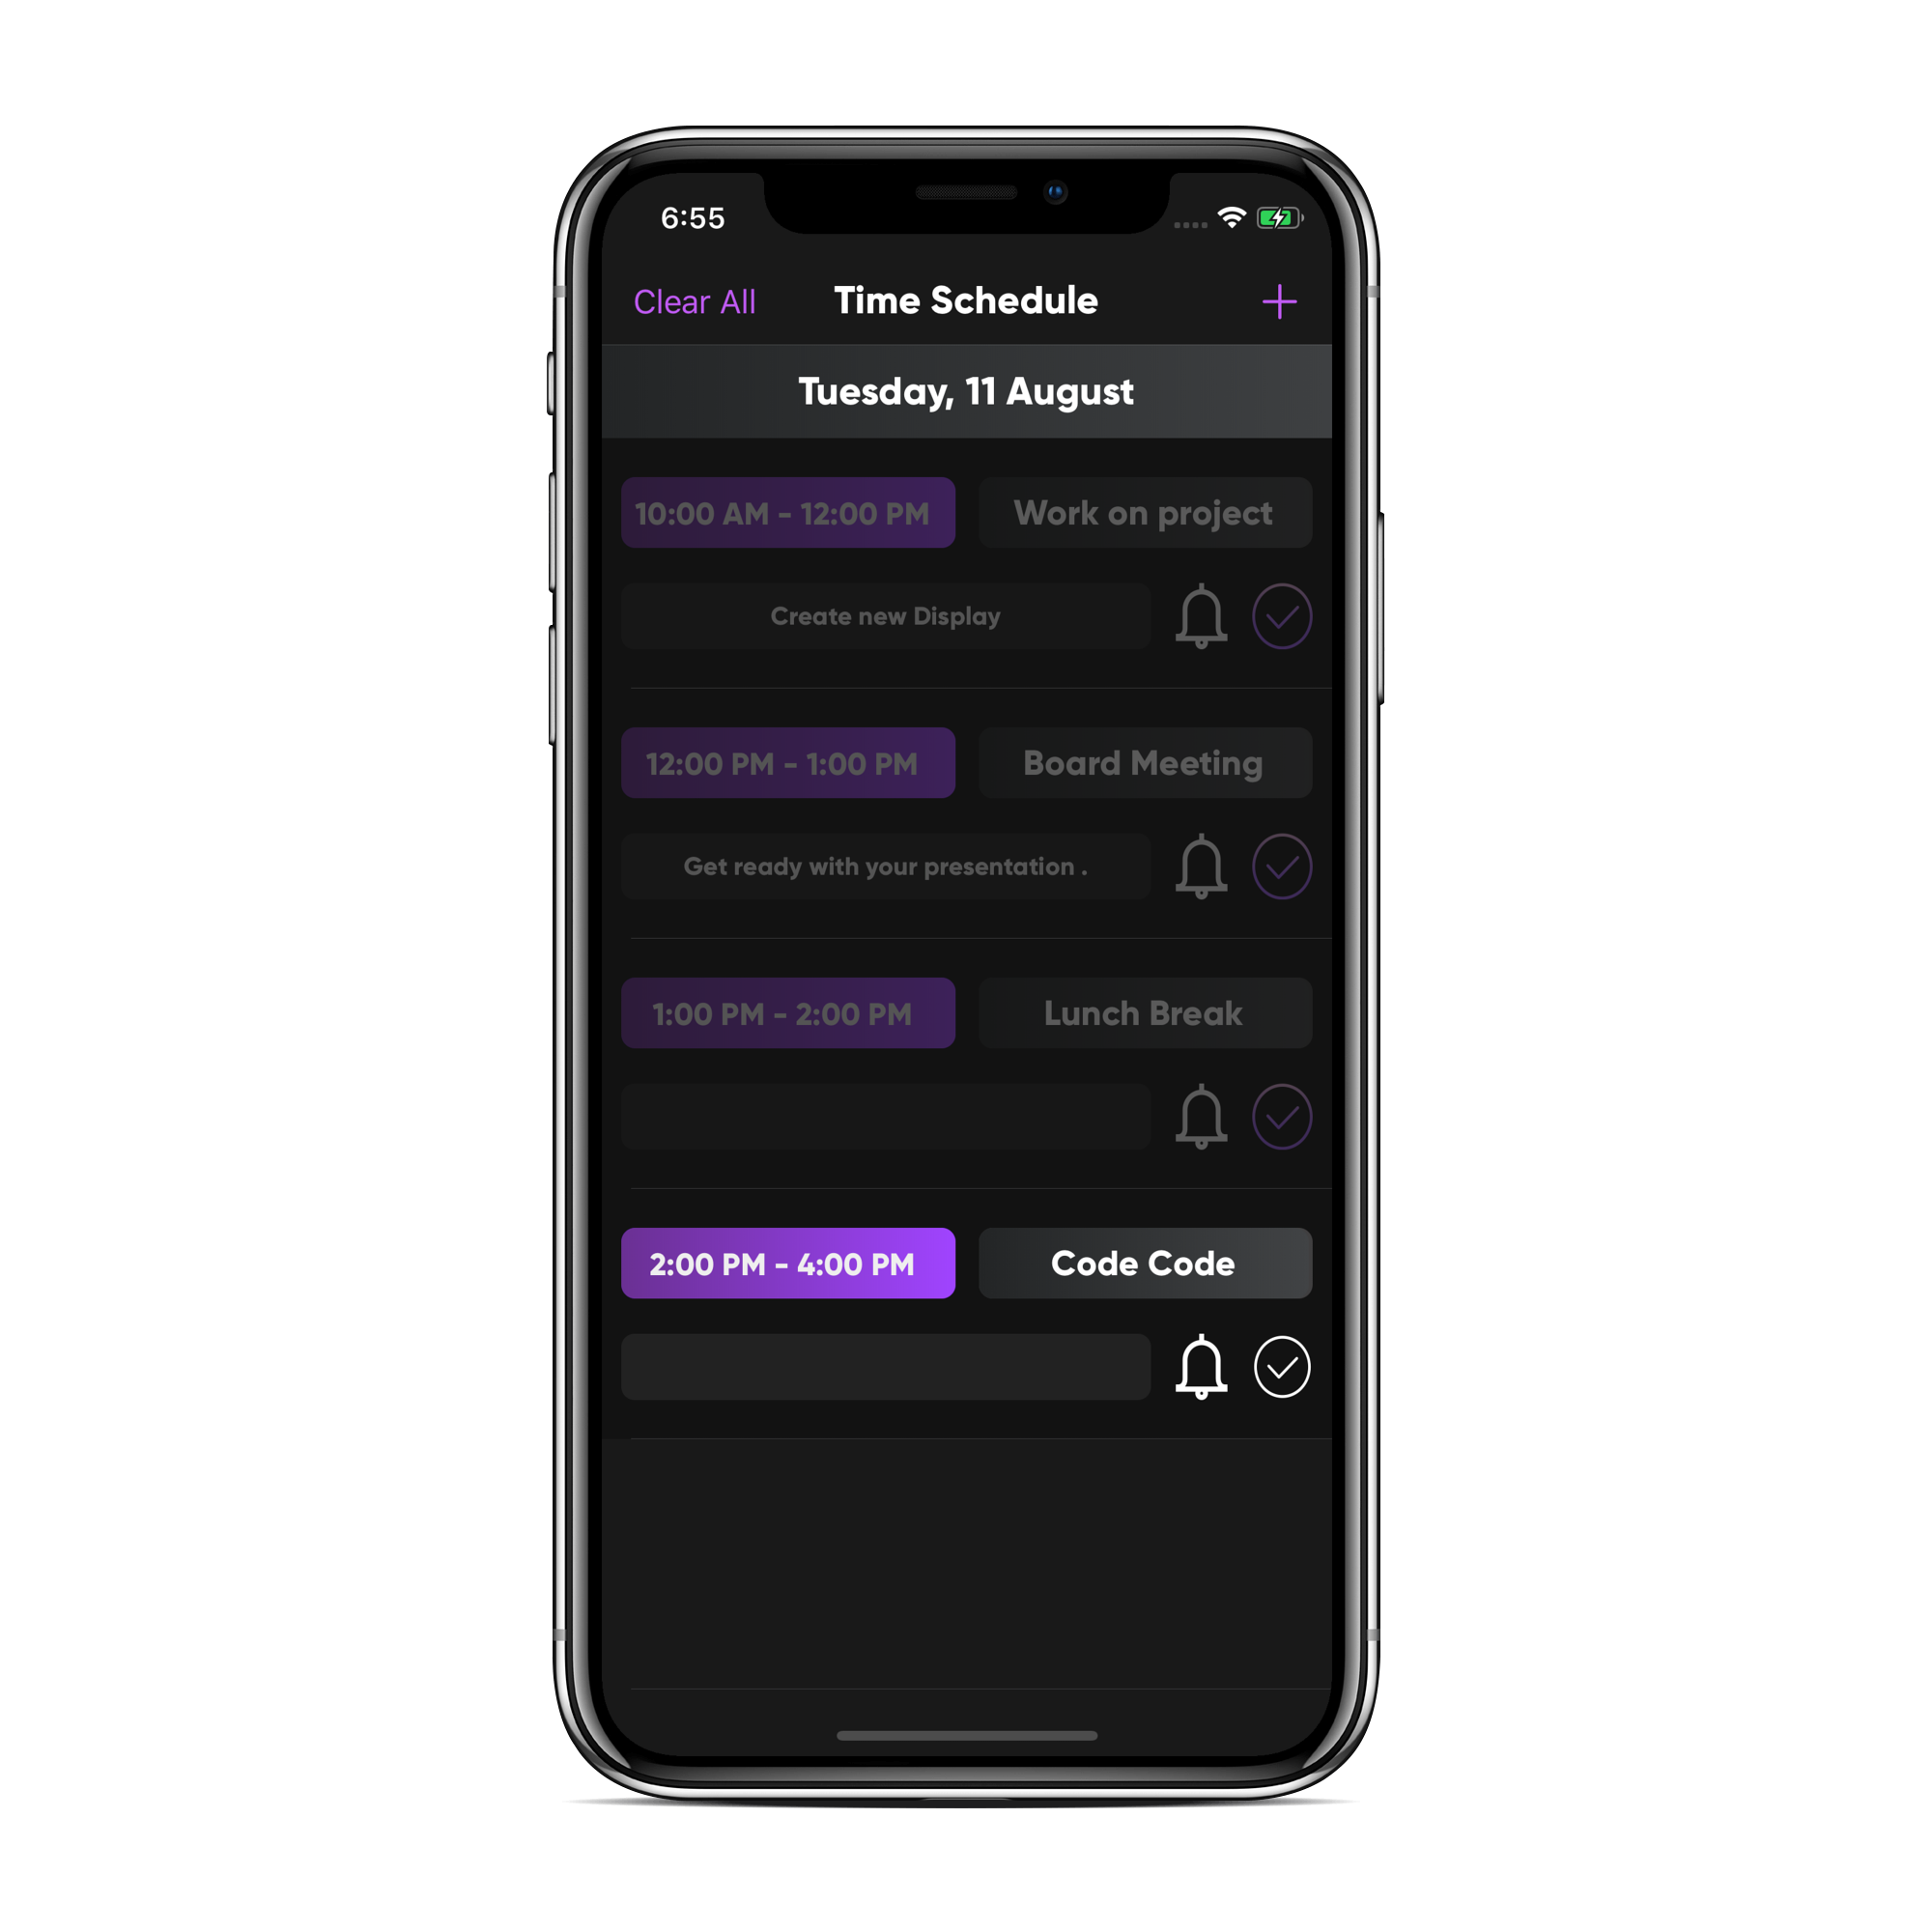 6:55
Clear All Time Schedule +
Tuesday, 11 August
10:00 AM - 12:00 PM Work on project
Create new Display
12:00 PM - 1:00 PM Board Meeting
Get ready with your presentation .
1:00 PM - 2:00 PM Lunch Break
2:00 PM - 4:00 PM Code Code